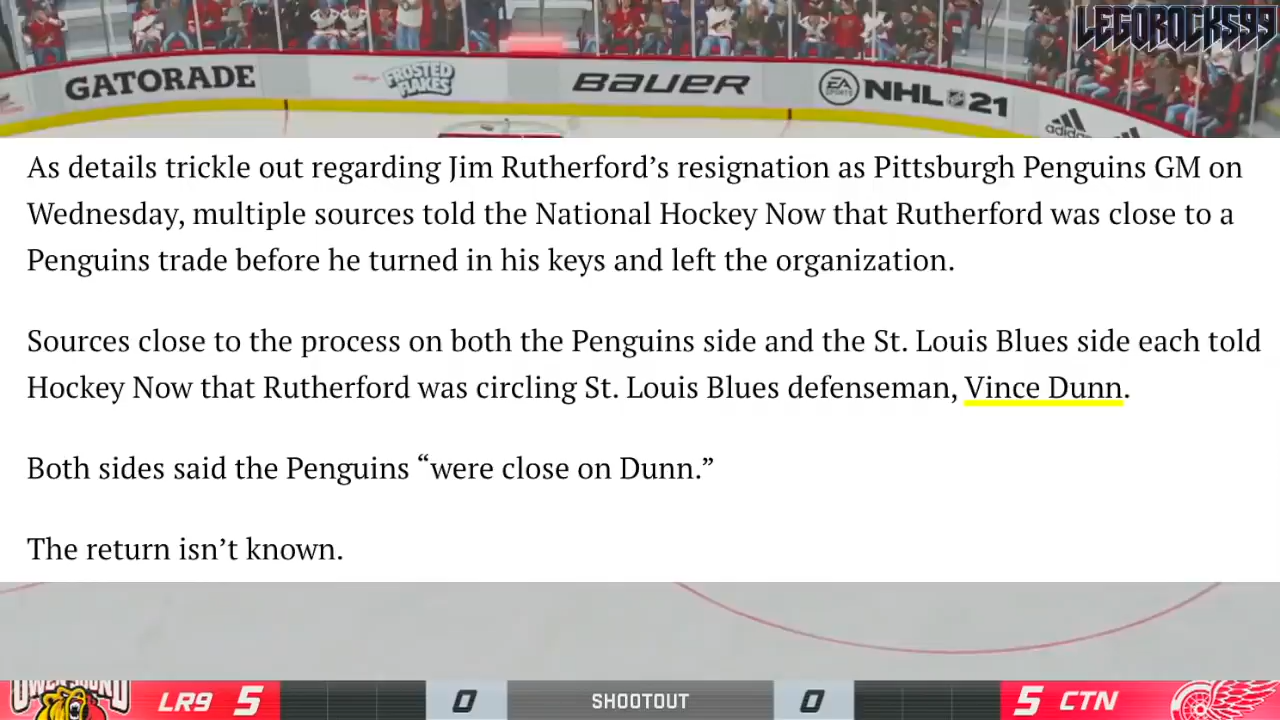 LEGOROCKS99
GATORADE
Kellogg's FROSTED FLAKES
BAUER
EA SPORTS NHL 21
adidas
As details trickle out regarding Jim Rutherford’s resignation as Pittsburgh Penguins GM on
Wednesday, multiple sources told the National Hockey Now that Rutherford was close to a
Penguins trade before he turned in his keys and left the organization.
Sources close to the process on both the Penguins side and the St. Louis Blues side each told
Hockey Now that Rutherford was circling St. Louis Blues defenseman, Vince Dunn.
Both sides said the Penguins “were close on Dunn.”
The return isn’t known.
OWEN SOUND
LR9 5 0 SHOOTOUT 0 5 CTN